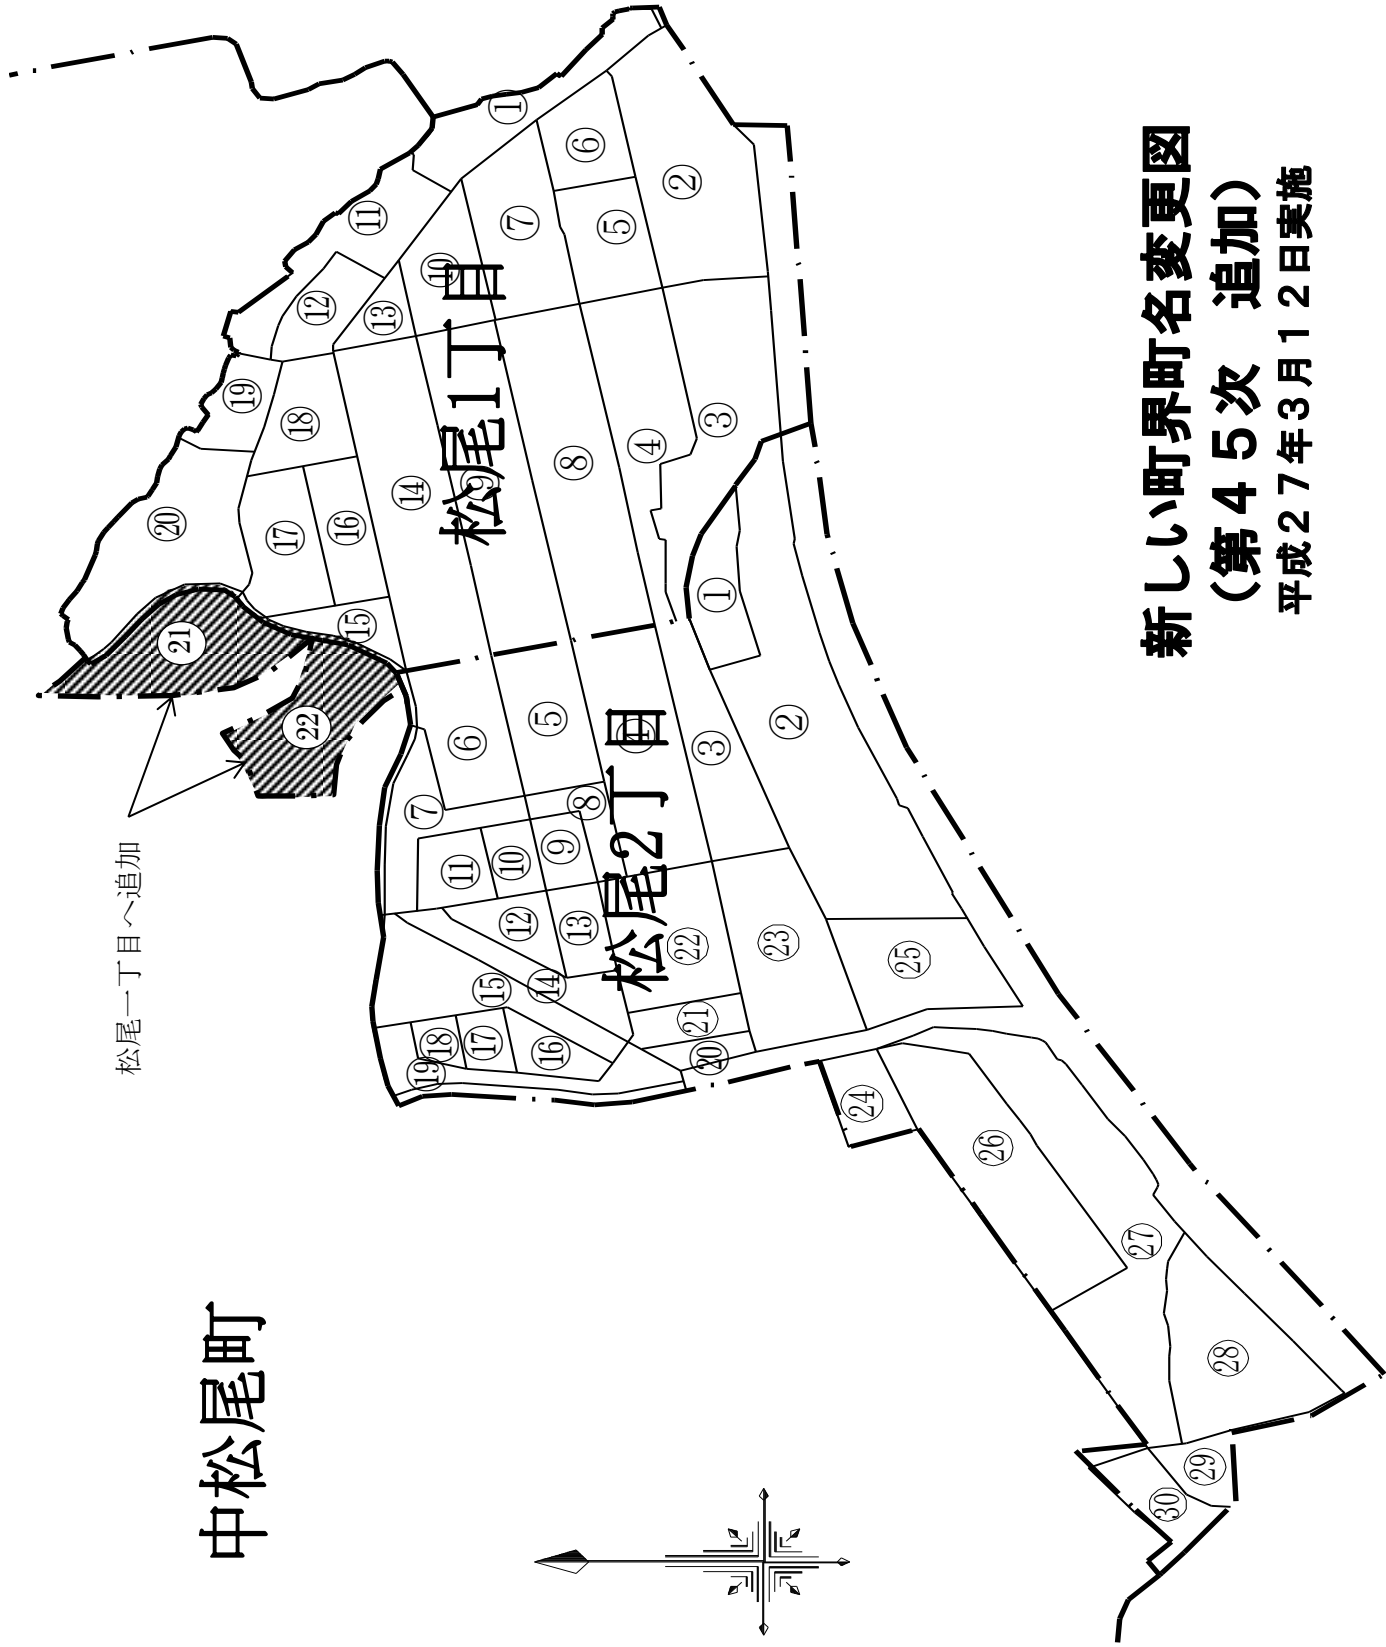 新しい町界町名変更図
(第45次 追加)
平成27年3月12日実施
中松尾町
松尾一丁目へ追加
松尾1丁目
① ② ③ ④ ⑤ ⑥ ⑦ ⑧ ⑨ ⑩ ⑪ ⑫ ⑬ ⑭ ⑮ ⑯ ⑰ ⑱ ⑲ ⑳ ㉑ ㉒
松尾2丁目
① ② ③ ④ ⑤ ⑥ ⑦ ⑧ ⑨ ⑩ ⑪ ⑫ ⑬ ⑭ ⑮ ⑯ ⑰ ⑱ ⑲ ⑳ ㉑ ㉒ ㉓ ㉔ ㉕ ㉖ ㉗ ㉘ ㉙ ㉚